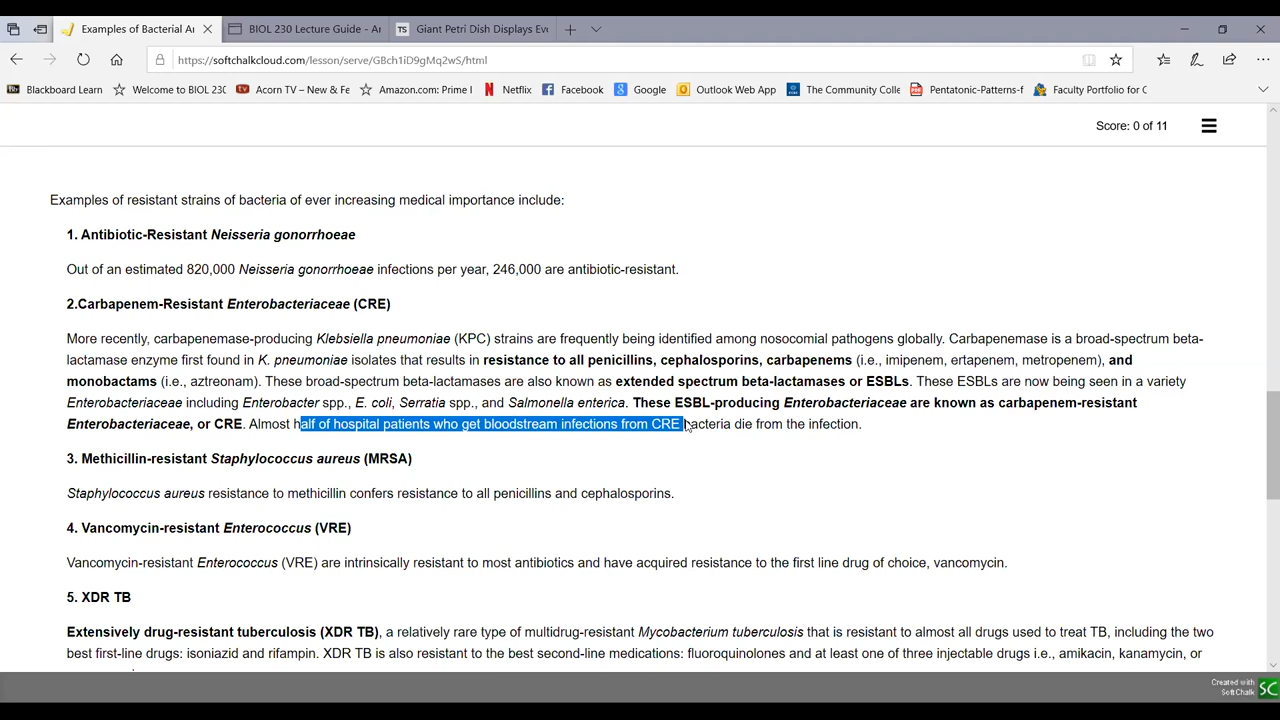 Examples of Bacterial Ar
BIOL 230 Lecture Guide - Ar
TS Giant Petri Dish Displays Evo
https://softchalkcloud.com/lesson/serve/GBch1iD9gMq2wS/html
Bb Blackboard Learn Welcome to BIOL 230 tv Acorn TV – New & Fe Amazon.com: Prime I N Netflix Facebook Google Outlook Web App The Community Colle PDF Pentatonic-Patterns-f Faculty Portfolio for C
Score: 0 of 11
Examples of resistant strains of bacteria of ever increasing medical importance include:
1. Antibiotic-Resistant Neisseria gonorrhoeae
Out of an estimated 820,000 Neisseria gonorrhoeae infections per year, 246,000 are antibiotic-resistant.
2.Carbapenem-Resistant Enterobacteriaceae (CRE)
More recently, carbapenemase-producing Klebsiella pneumoniae (KPC) strains are frequently being identified among nosocomial pathogens globally. Carbapenemase is a broad-spectrum beta-
lactamase enzyme first found in K. pneumoniae isolates that results in resistance to all penicillins, cephalosporins, carbapenems (i.e., imipenem, ertapenem, metropenem), and
monobactams (i.e., aztreonam). These broad-spectrum beta-lactamases are also known as extended spectrum beta-lactamases or ESBLs. These ESBLs are now being seen in a variety
Enterobacteriaceae including Enterobacter spp., E. coli, Serratia spp., and Salmonella enterica. These ESBL-producing Enterobacteriaceae are known as carbapenem-resistant
Enterobacteriaceae, or CRE. Almost half of hospital patients who get bloodstream infections from CRE bacteria die from the infection.
3. Methicillin-resistant Staphylococcus aureus (MRSA)
Staphylococcus aureus resistance to methicillin confers resistance to all penicillins and cephalosporins.
4. Vancomycin-resistant Enterococcus (VRE)
Vancomycin-resistant Enterococcus (VRE) are intrinsically resistant to most antibiotics and have acquired resistance to the first line drug of choice, vancomycin.
5. XDR TB
Extensively drug-resistant tuberculosis (XDR TB), a relatively rare type of multidrug-resistant Mycobacterium tuberculosis that is resistant to almost all drugs used to treat TB, including the two
best first-line drugs: isoniazid and rifampin. XDR TB is also resistant to the best second-line medications: fluoroquinolones and at least one of three injectable drugs i.e., amikacin, kanamycin, or
Created with
SoftChalk SC